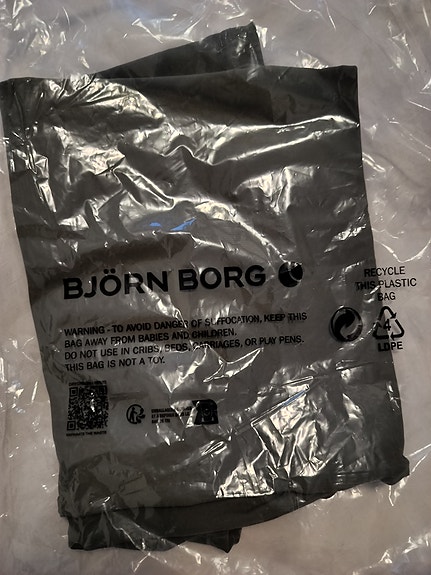 BJÖRN BORG
RECYCLE
THIS PLASTIC
BAG
4
LDPE
WARNING - TO AVOID DANGER OF SUFFOCATION, KEEP THIS
BAG AWAY FROM BABIES AND CHILDREN.
DO NOT USE IN CRIBS, BEDS, CARRIAGES, OR PLAY PENS.
THIS BAG IS NOT A TOY.